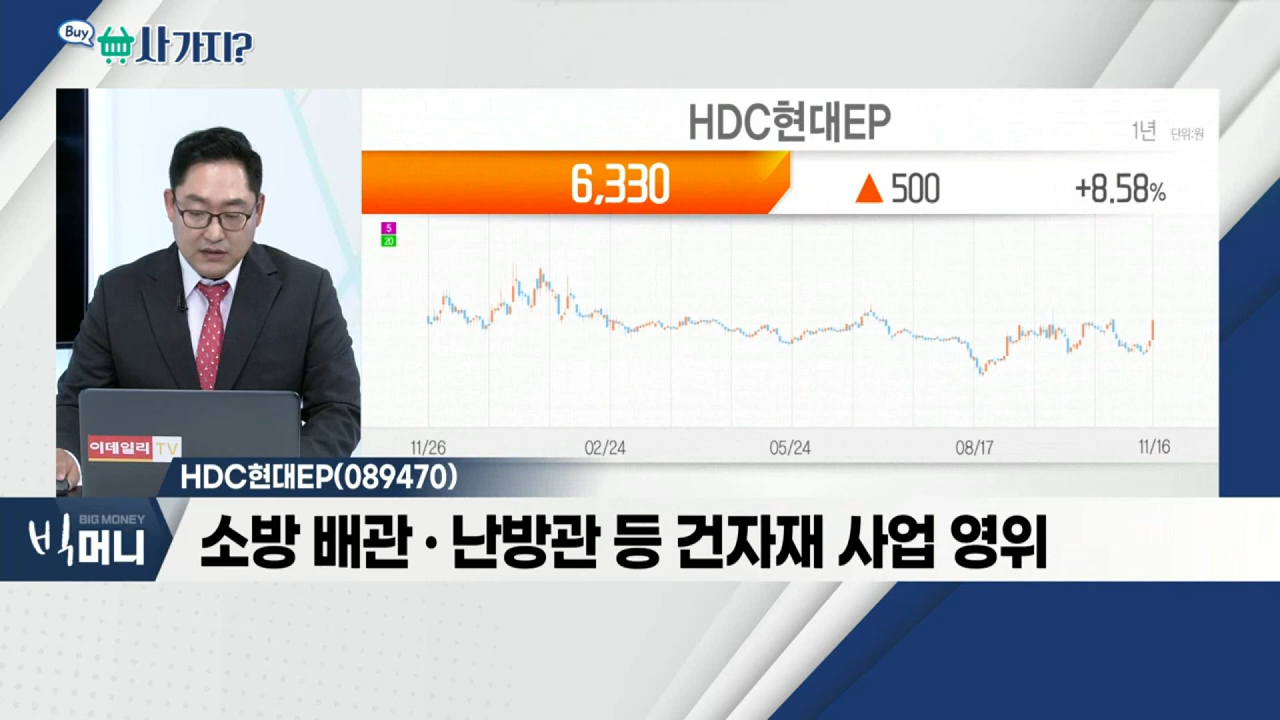 Buy
사가지?
HDC현대EP
1년 단위:원
6,330 ▲500 +8.58%
5
20
11/26 02/24 05/24 08/17 11/16
이데일리TV
HDC현대EP(089470)
빅머니
BIG MONEY
소방 배관·난방관 등 건자재 사업 영위